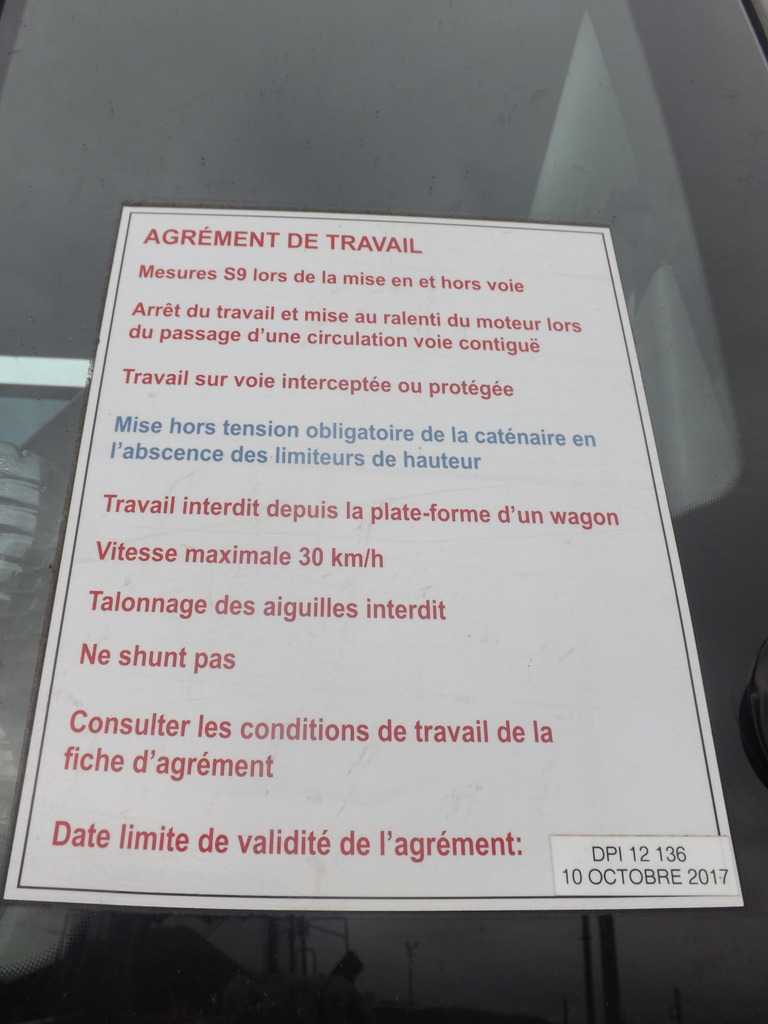 AGRÉMENT DE TRAVAIL
Mesures S9 lors de la mise en et hors voie
Arrêt du travail et mise au ralenti du moteur lors
du passage d'une circulation voie contiguë
Travail sur voie interceptée ou protégée
Mise hors tension obligatoire de la caténaire en
l'abscence des limiteurs de hauteur
Travail interdit depuis la plate-forme d'un wagon
Vitesse maximale 30 km/h
Talonnage des aiguilles interdit
Ne shunt pas
Consulter les conditions de travail de la
fiche d'agrément
Date limite de validité de l'agrément:
DPI 12 136
10 OCTOBRE 2017